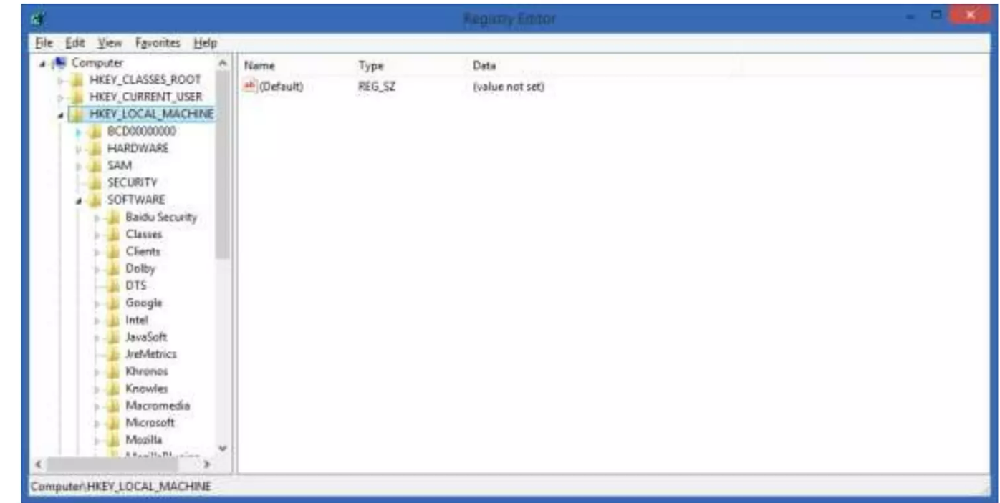 Registry Editor
File Edit View Favorites Help
Computer
HKEY_CLASSES_ROOT
HKEY_CURRENT_USER
HKEY_LOCAL_MACHINE
BCD00000000
HARDWARE
SAM
SECURITY
SOFTWARE
Baidu Security
Classes
Clients
Dolby
DTS
Google
Intel
JavaSoft
JreMetrics
Khronos
Knowles
Macromedia
Microsoft
Mozilla
Name Type Data
ab (Default) REG_SZ (value not set)
Computer\HKEY_LOCAL_MACHINE